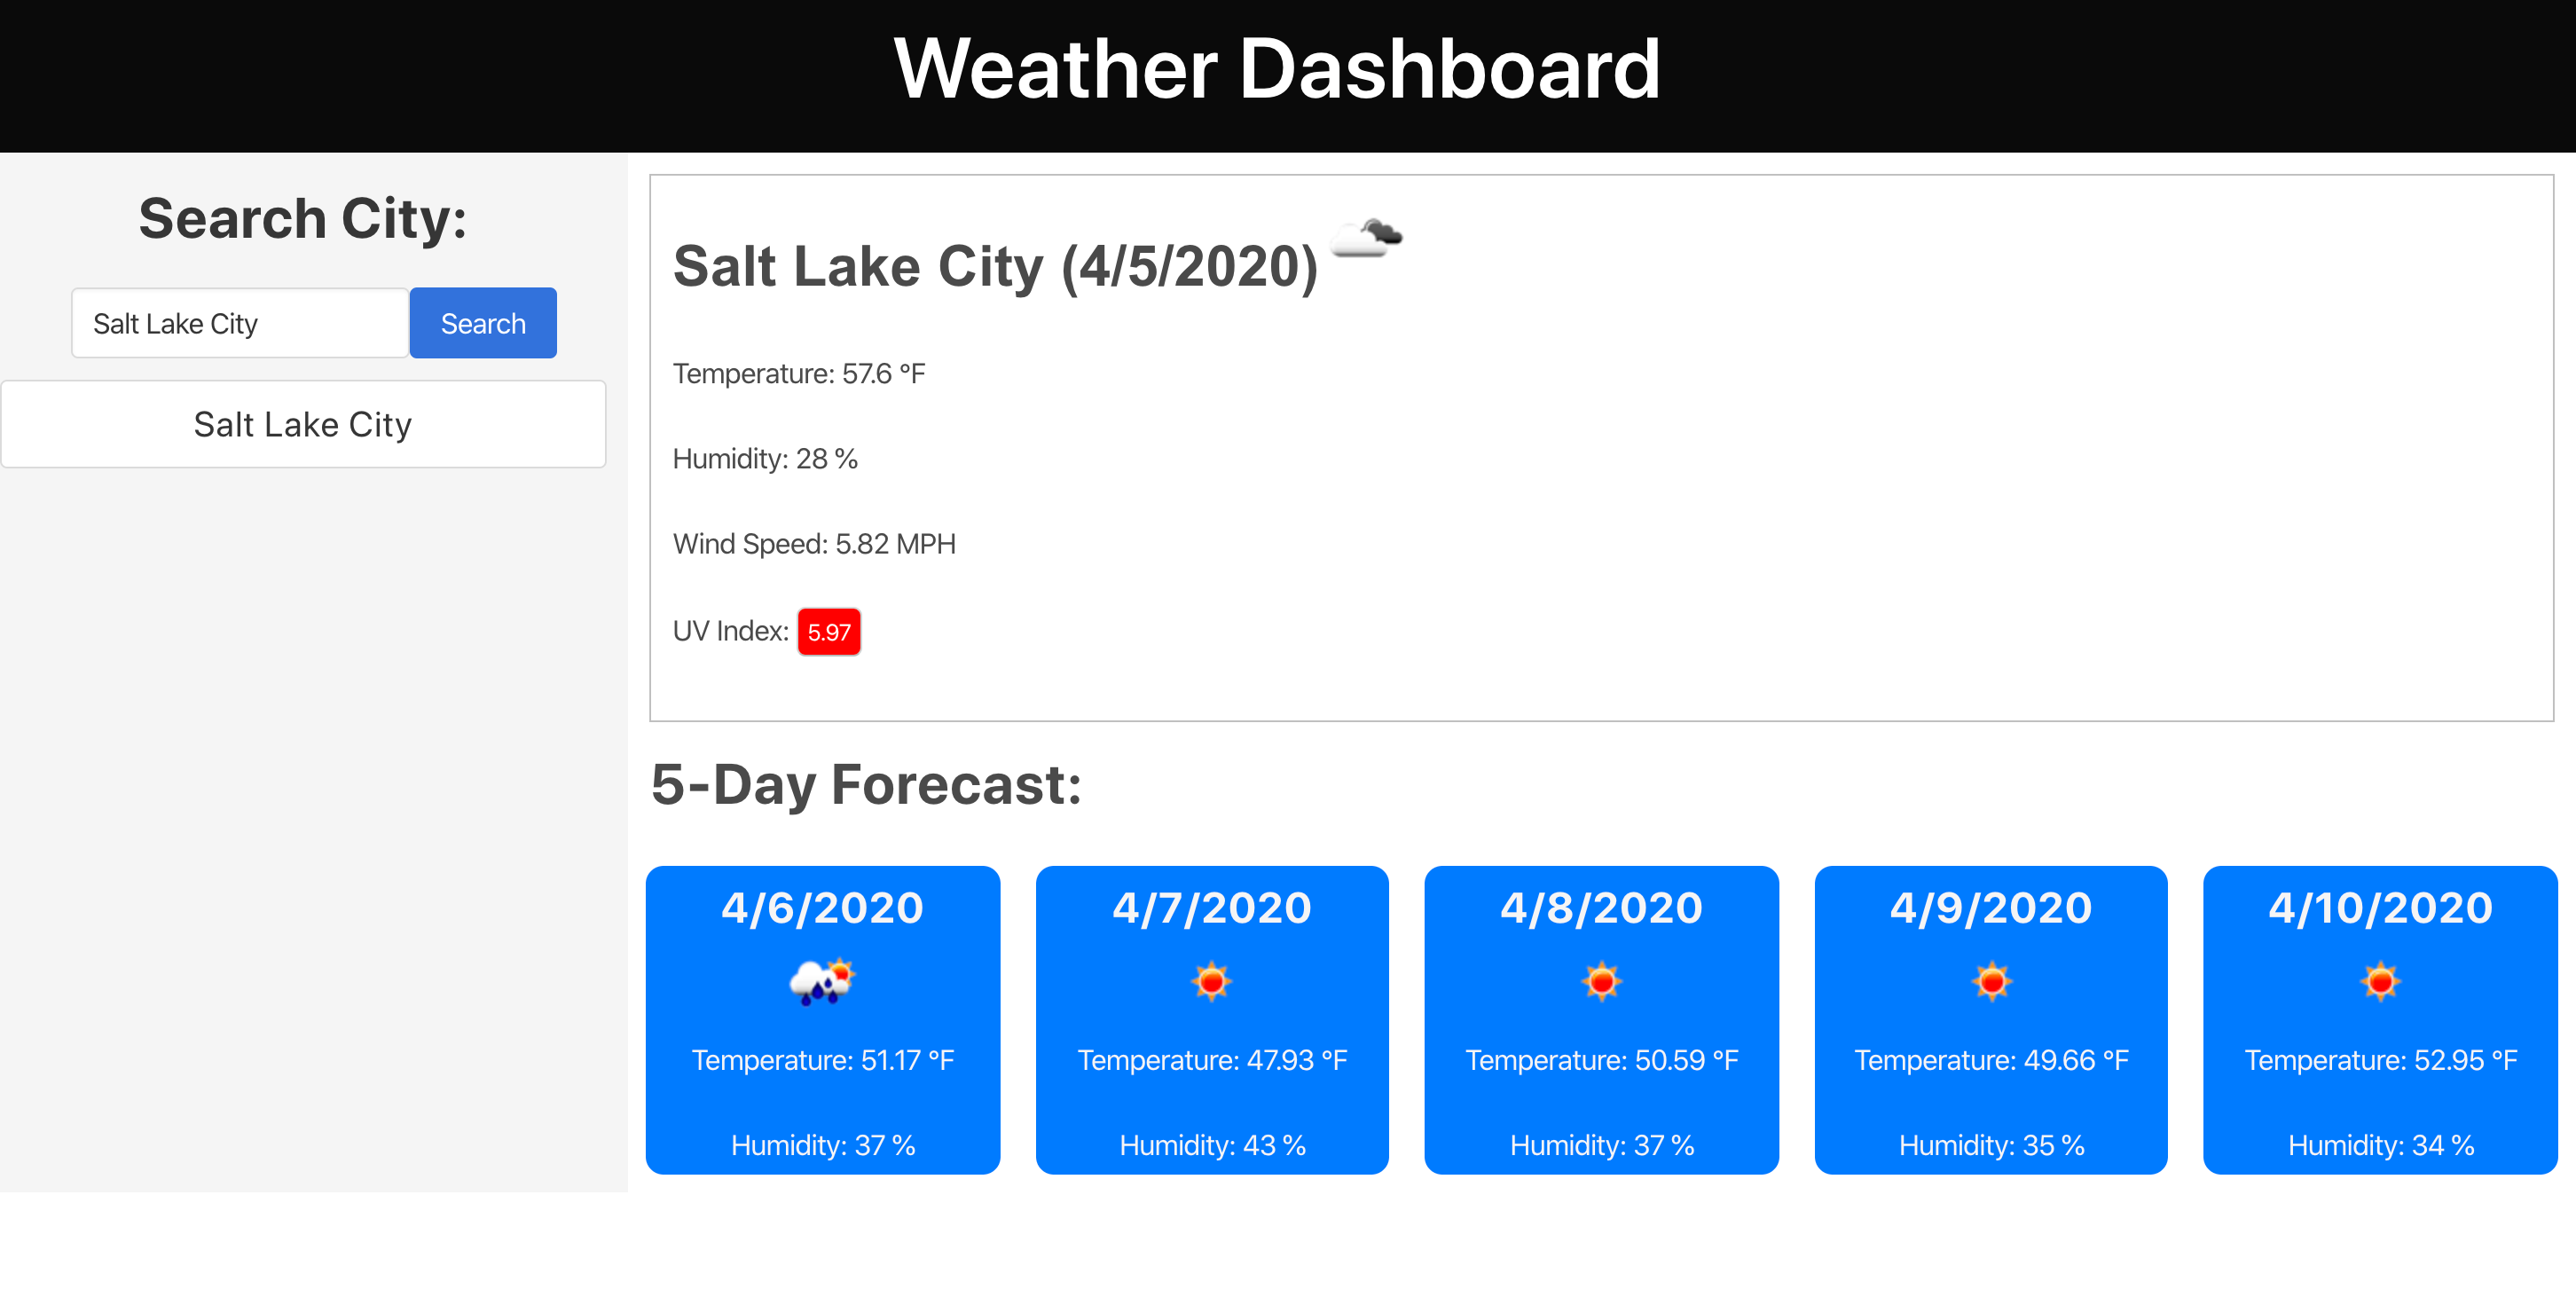 Weather Dashboard
Search City:
Salt Lake City
Search
Salt Lake City
Salt Lake City (4/5/2020)
Temperature: 57.6 °F
Humidity: 28 %
Wind Speed: 5.82 MPH
UV Index: 5.97
5-Day Forecast:
4/6/2020
Temperature: 51.17 °F
Humidity: 37 %
4/7/2020
Temperature: 47.93 °F
Humidity: 43 %
4/8/2020
Temperature: 50.59 °F
Humidity: 37 %
4/9/2020
Temperature: 49.66 °F
Humidity: 35 %
4/10/2020
Temperature: 52.95 °F
Humidity: 34 %